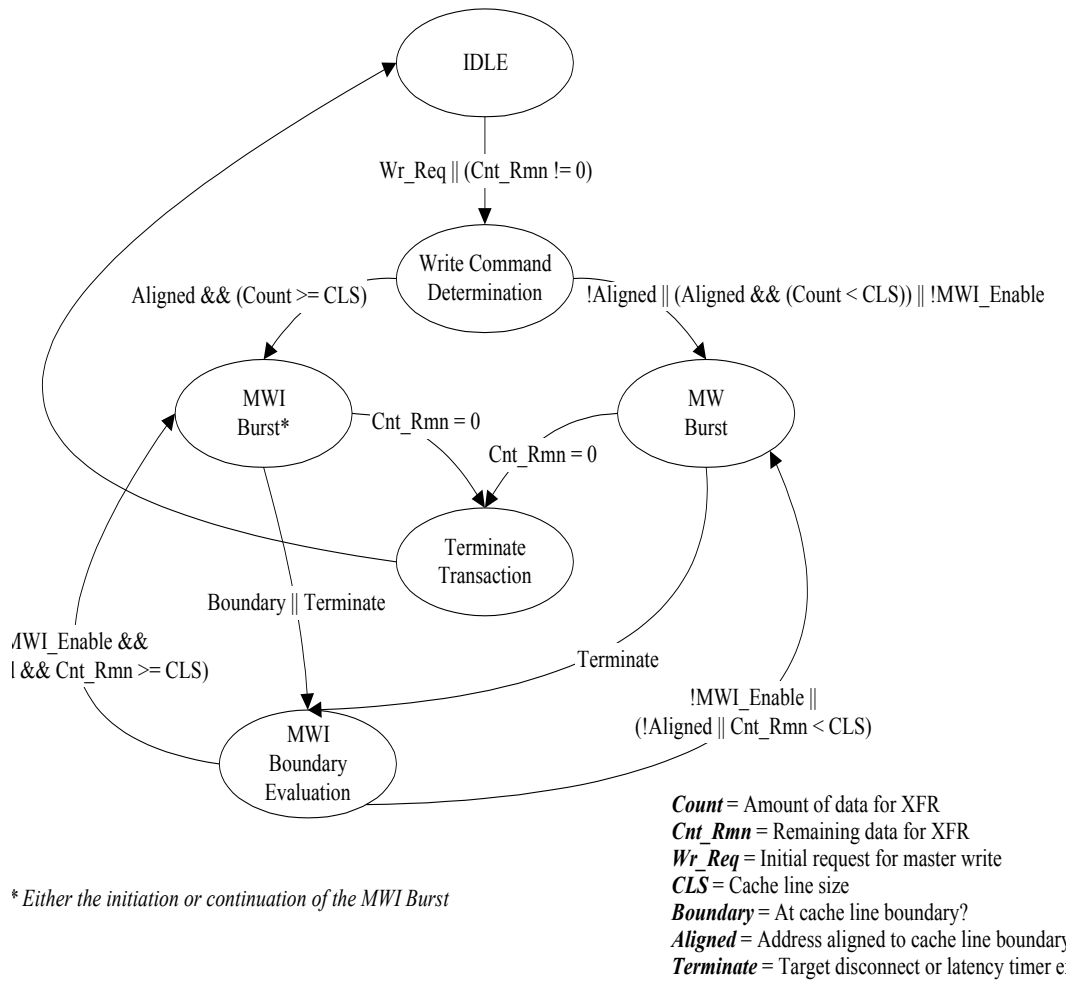 IDLE
Wr_Req || (Cnt_Rmn != 0)
Write Command
Determination
Aligned && (Count >= CLS)
!Aligned || (Aligned && (Count < CLS)) || !MWI_Enable
MWI
Burst*
MW
Burst
Cnt_Rmn = 0
Cnt_Rmn = 0
Terminate
Transaction
Boundary || Terminate
MWI_Enable &&
&& Cnt_Rmn >= CLS)
Terminate
!MWI_Enable ||
(!Aligned || Cnt_Rmn < CLS)
MWI
Boundary
Evaluation
Count = Amount of data for XFR
Cnt_Rmn = Remaining data for XFR
Wr_Req = Initial request for master write
CLS = Cache line size
Boundary = At cache line boundary?
Aligned = Address aligned to cache line boundary
Terminate = Target disconnect or latency timer
* Either the initiation or continuation of the MWI Burst